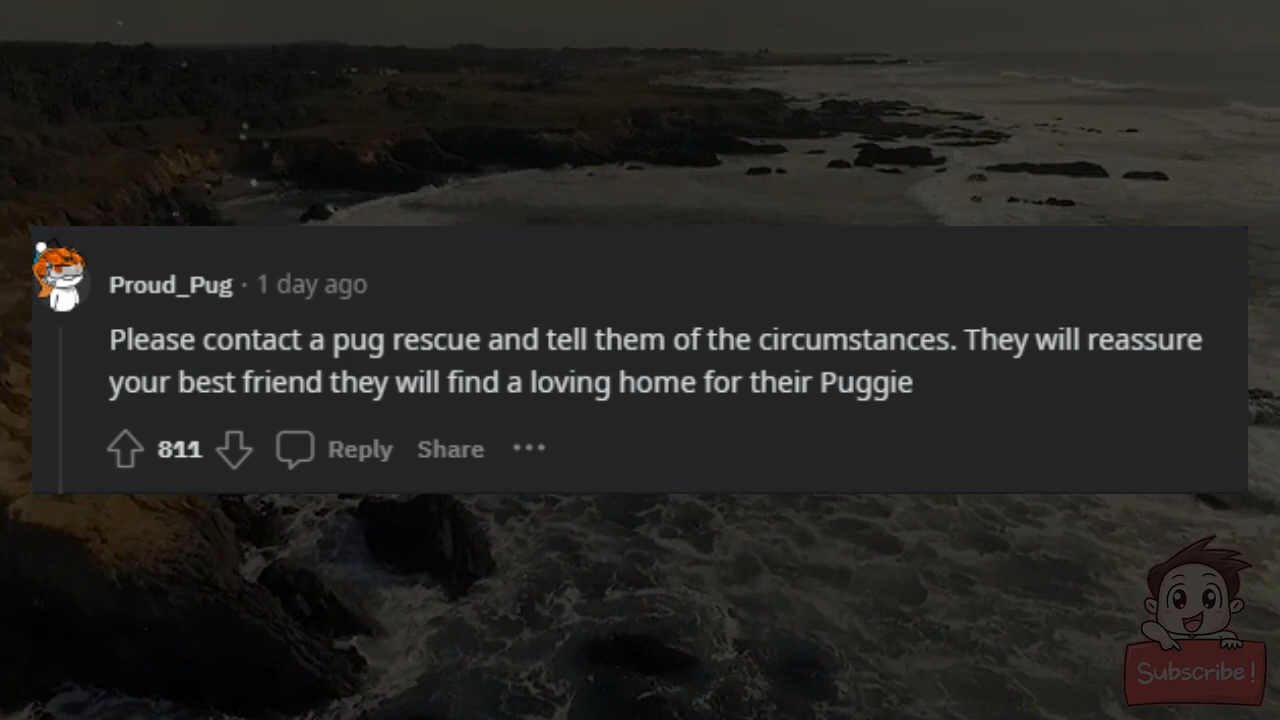 Proud_Pug · 1 day ago
Please contact a pug rescue and tell them of the circumstances. They will reassure
your best friend they will find a loving home for their Puggie
811 Reply Share ···
Subscribe!